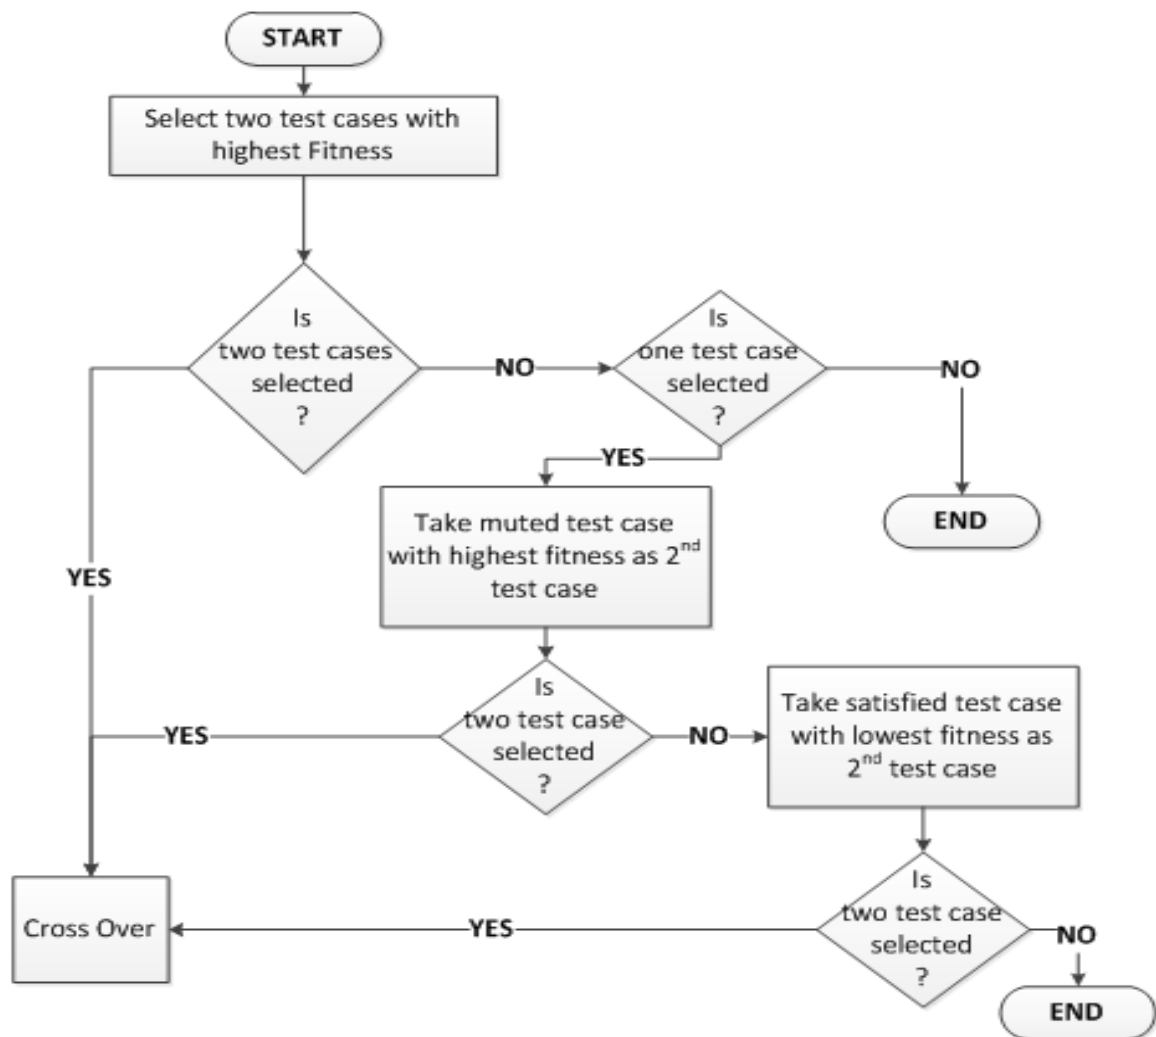 START
Select two test cases with
highest Fitness
Is
two test cases
selected
?
NO
Is
one test case
selected
?
NO
YES
END
Take muted test case
with highest fitness as 2nd
test case
YES
Is
two test case
selected
?
YES
NO
Take satisfied test case
with lowest fitness as
2nd test case
Cross Over
YES
Is
two test case
selected
?
NO
END